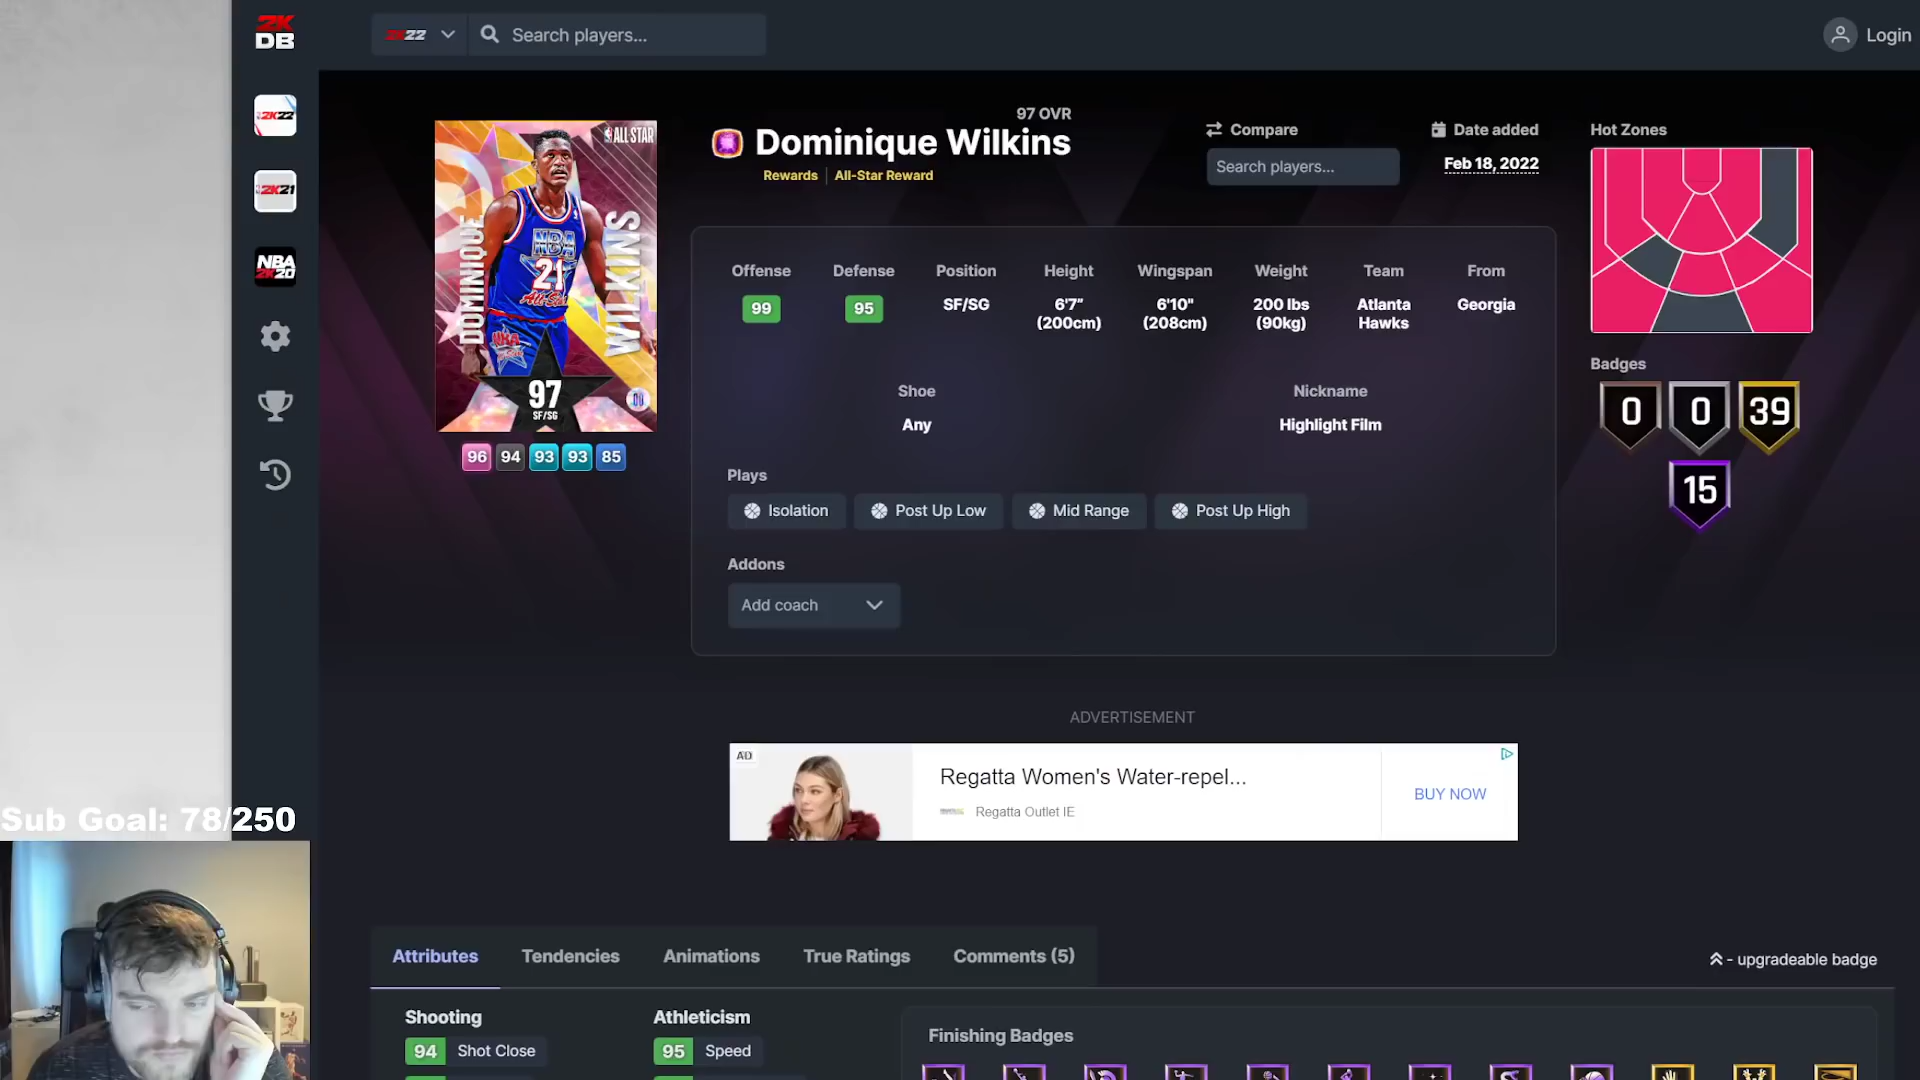 2K
DB
2K22
Search players...
Login
2K22
2K21
NBA
2K20
ALL STAR
DOMINIQUE
WILKINS
NBA
21
All-Star
97
SF/SG
96 94 93 93 85
97 OVR
Dominique Wilkins
Rewards All-Star Reward
Compare
Search players...
Date added
Feb 18, 2022
Hot Zones
Offense Defense Position Height Wingspan Weight Team From
99 95 SF/SG 6'7" 6'10" 200 lbs Atlanta Georgia
(200cm) (208cm) (90kg) Hawks
Shoe Nickname
Any Highlight Film
Plays
Isolation Post Up Low Mid Range Post Up High
Addons
Add coach
Badges
0 0 39
15
ADVERTISEMENT
AD
Regatta Women's Water-repel...
Regatta Outlet IE
BUY NOW
Sub Goal: 78/250
Attributes Tendencies Animations True Ratings Comments (5)
- upgradeable badge
Shooting Athleticism
94 Shot Close 95 Speed
Finishing Badges